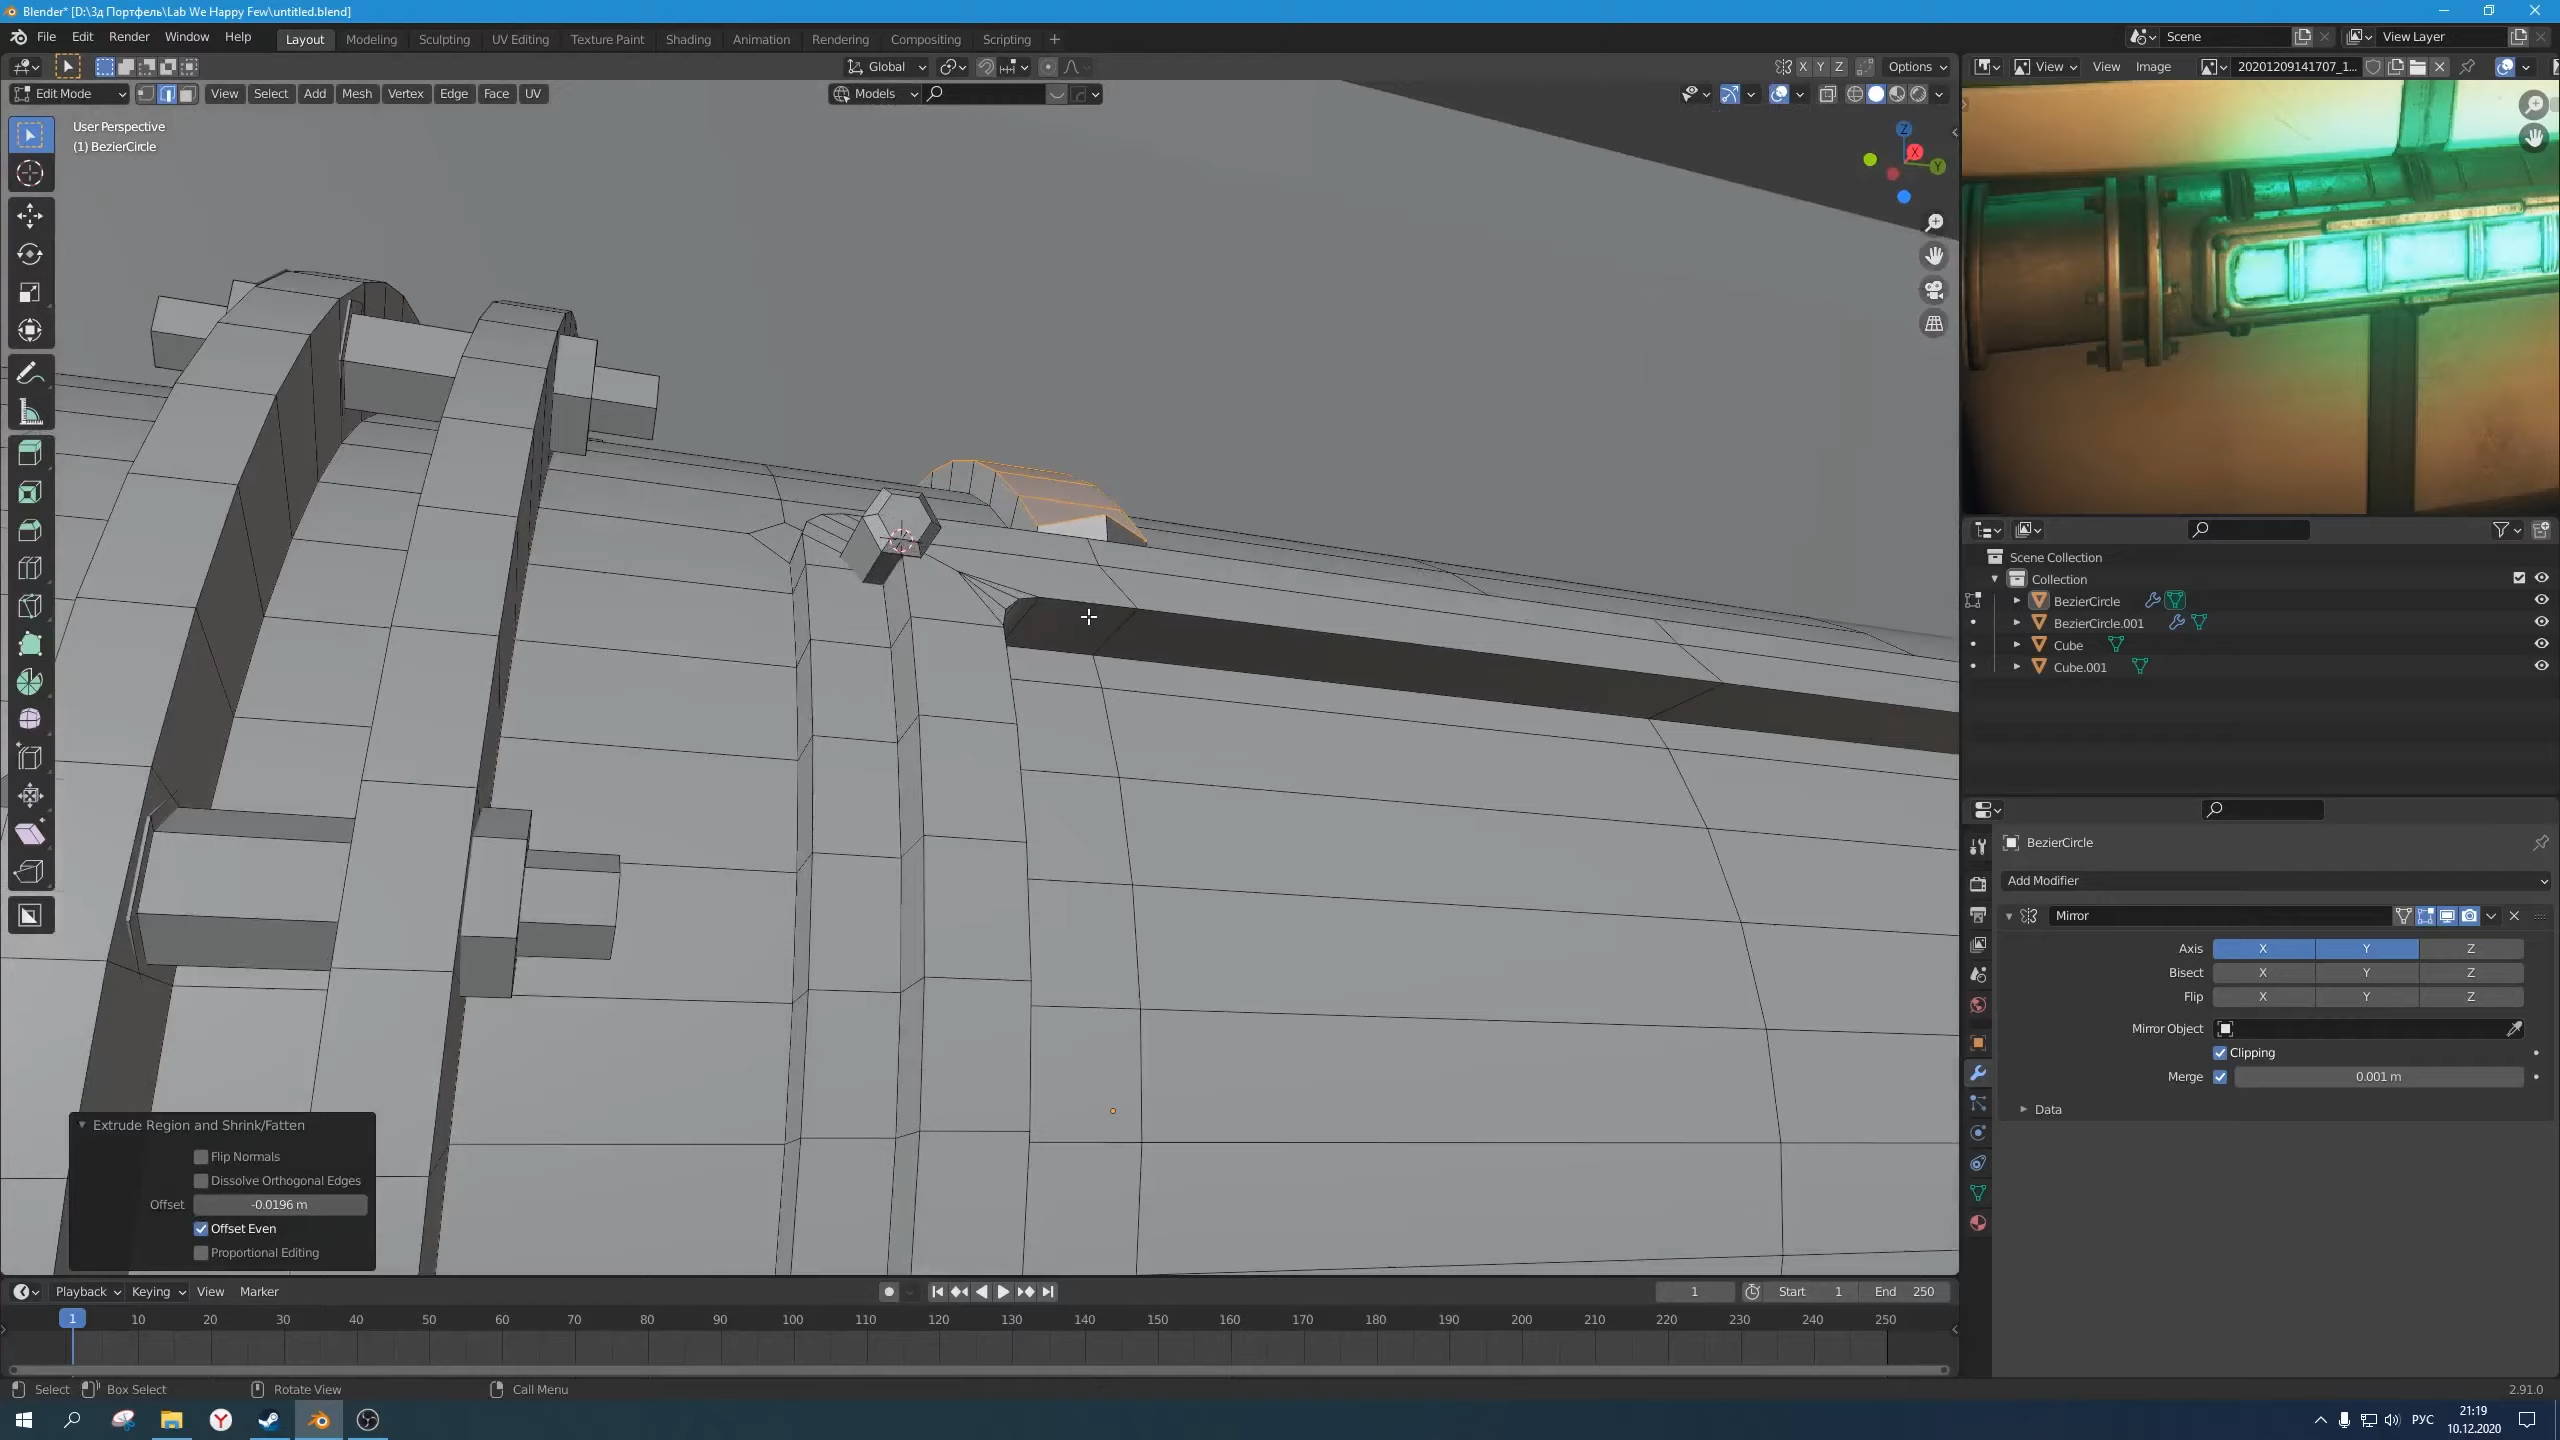 Blender* [D:\3д Портфель\Lab We Happy Few\untitled.blend]
File Edit Render Window Help Layout Modeling Sculpting UV Editing Texture Paint Shading Animation Rendering Compositing Scripting +
Scene View Layer
Global X Y Z Options
View View Image 20201209141707_1...
Edit Mode View Select Add Mesh Vertex Edge Face UV Models
User Perspective
(1) BezierCircle
Z X Y
Scene Collection
Collection
BezierCircle
BezierCircle.001
Cube
Cube.001
BezierCircle
Add Modifier
Mirror
Axis X Y Z
Bisect X Y Z
Flip X Y Z
Mirror Object
Clipping
Merge 0.001 m
Data
Extrude Region and Shrink/Fatten
Flip Normals
Dissolve Orthogonal Edges
Offset -0.0196 m
Offset Even
Proportional Editing
Playback Keying View Marker 1 Start 1 End 250
1 10 20 30 40 50 60 70 80 90 100 110 120 130 140 150 160 170 180 190 200 210 220 230 240 250
Select Box Select Rotate View Call Menu 2.91.0
РУС 21:19
10.12.2020